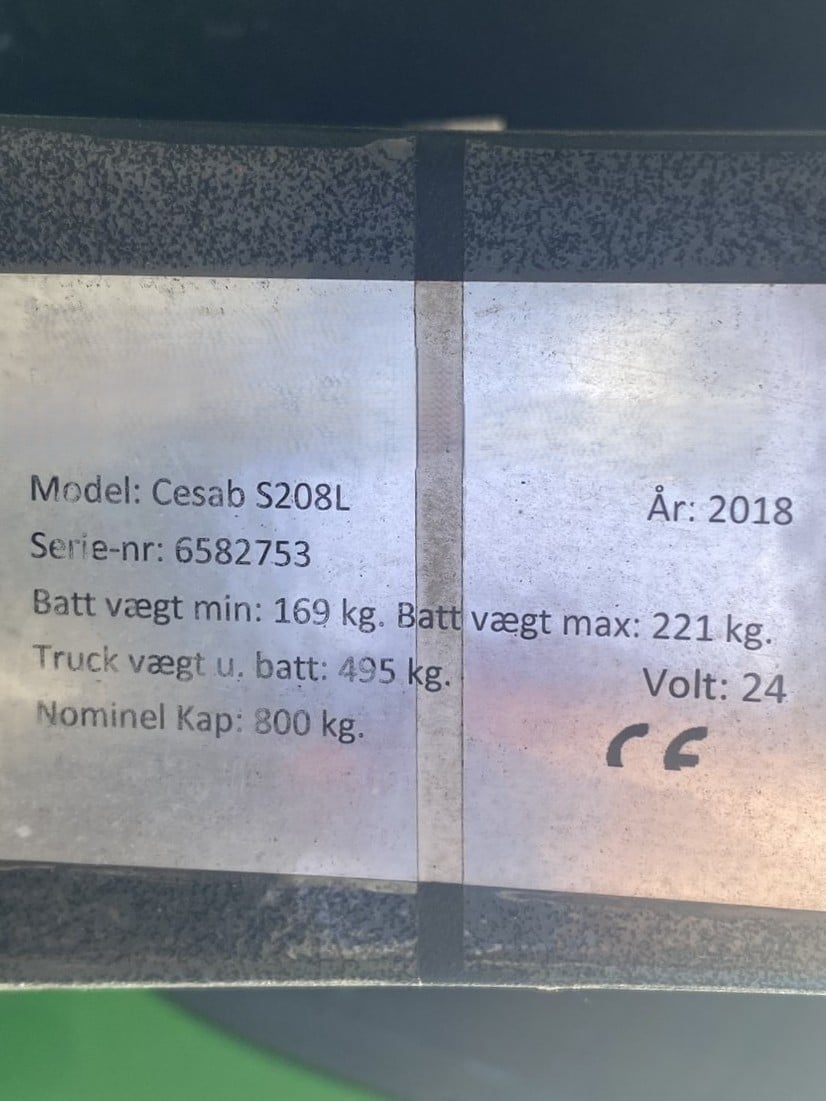 Model: Cesab S208L År: 2018
Serie-nr: 6582753
Batt vægt min: 169 kg. Batt vægt max: 221 kg.
Truck vægt u. batt: 495 kg. Volt: 24
Nominel Kap: 800 kg. CE